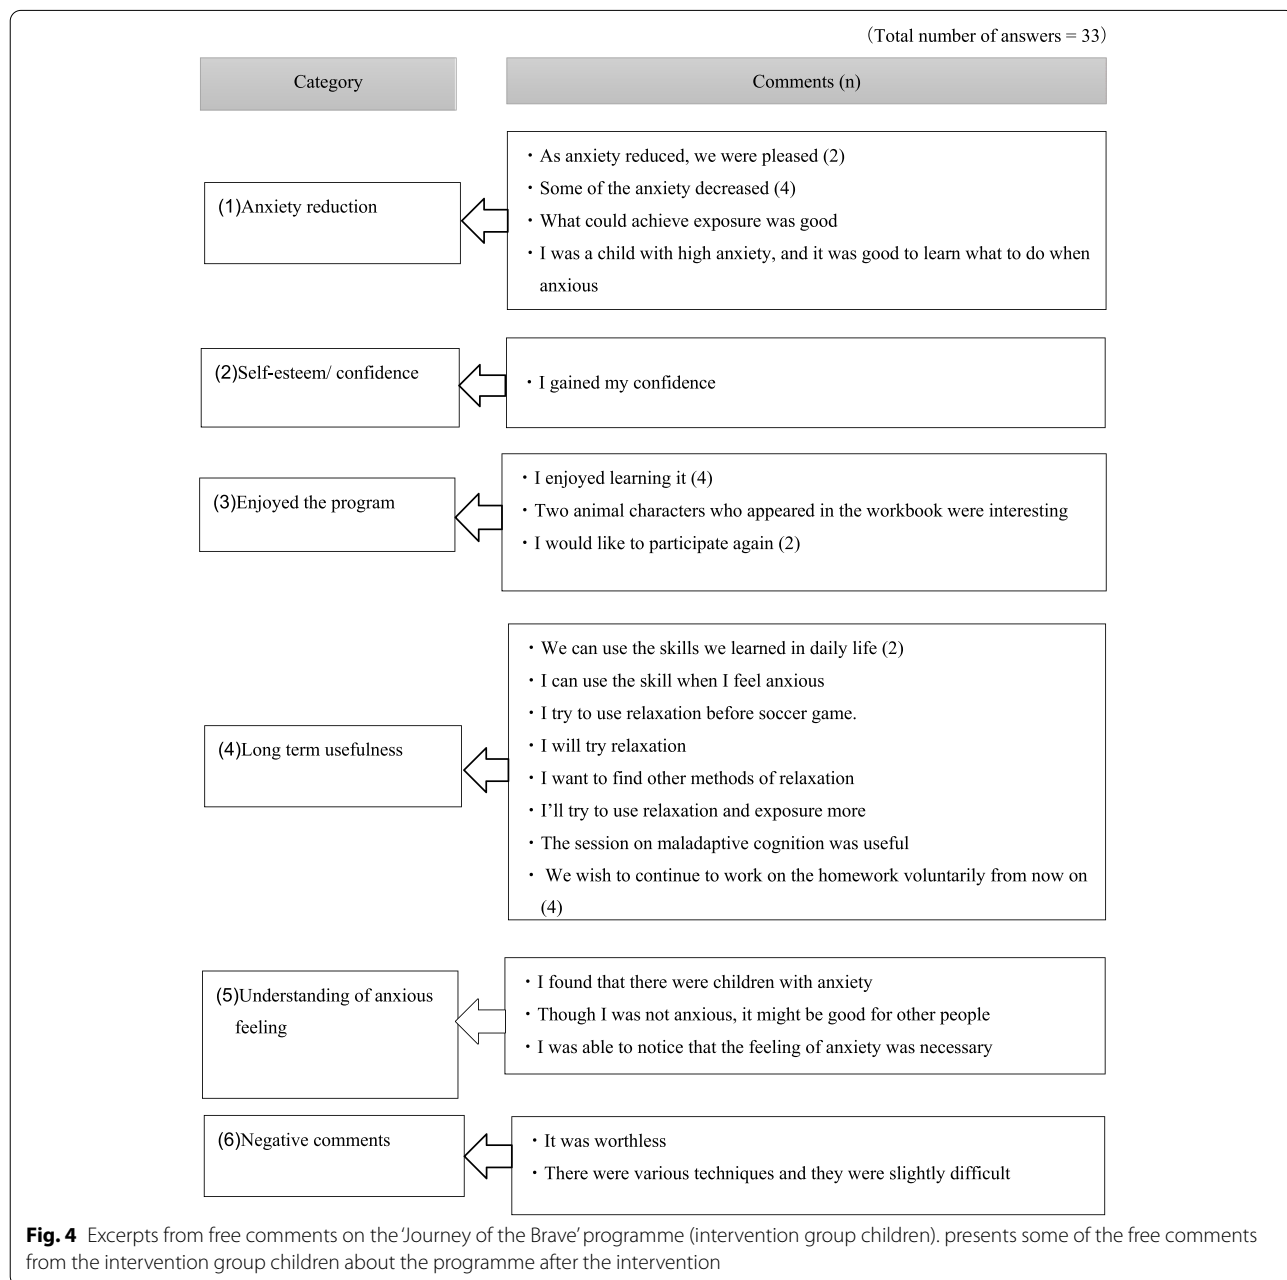 (Total number of answers = 33)
Category
Comments (n)
(1)Anxiety reduction
・As anxiety reduced, we were pleased (2)
・Some of the anxiety decreased (4)
・What could achieve exposure was good
・I was a child with high anxiety, and it was good to learn what to do when
anxious
(2)Self-esteem/ confidence
・I gained my confidence
(3)Enjoyed the program
・I enjoyed learning it (4)
・Two animal characters who appeared in the workbook were interesting
・I would like to participate again (2)
(4)Long term usefulness
・We can use the skills we learned in daily life (2)
・I can use the skill when I feel anxious
・I try to use relaxation before soccer game.
・I will try relaxation
・I want to find other methods of relaxation
・I’ll try to use relaxation and exposure more
・The session on maladaptive cognition was useful
・ We wish to continue to work on the homework voluntarily from now on
(4)
(5)Understanding of anxious
feeling
・I found that there were children with anxiety
・Though I was not anxious, it might be good for other people
・I was able to notice that the feeling of anxiety was necessary
(6)Negative comments
・It was worthless
・There were various techniques and they were slightly difficult
Fig. 4 Excerpts from free comments on the ‘Journey of the Brave’ programme (intervention group children). presents some of the free comments
from the intervention group children about the programme after the intervention